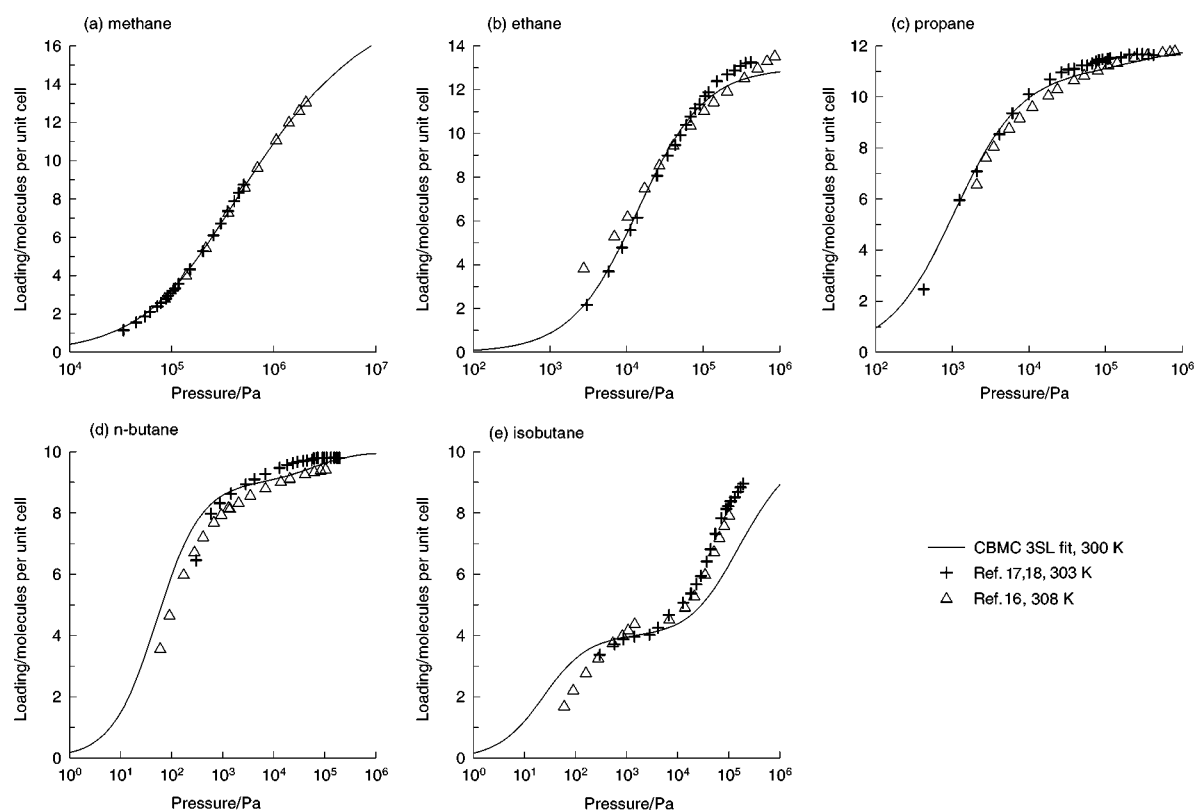 (a) methane
Loading/molecules per unit cell
16
14
12
10
8
6
4
2
0
10⁴ 10⁵ 10⁶ 10⁷
Pressure/Pa
(b) ethane
Loading/molecules per unit cell
14
12
10
8
6
4
2
0
10² 10³ 10⁴ 10⁵ 10⁶
Pressure/Pa
(c) propane
Loading/molecules per unit cell
12
10
8
6
4
2
0
10² 10³ 10⁴ 10⁵ 10⁶
Pressure/Pa
(d) n-butane
Loading/molecules per unit cell
10
8
6
4
2
0
10⁰ 10¹ 10² 10³ 10⁴ 10⁵ 10⁶
Pressure/Pa
(e) isobutane
Loading/molecules per unit cell
10
8
6
4
2
0
10⁰ 10¹ 10² 10³ 10⁴ 10⁵ 10⁶
Pressure/Pa
CBMC 3SL fit, 300 K
Ref. 17,18, 303 K
Ref. 16, 308 K